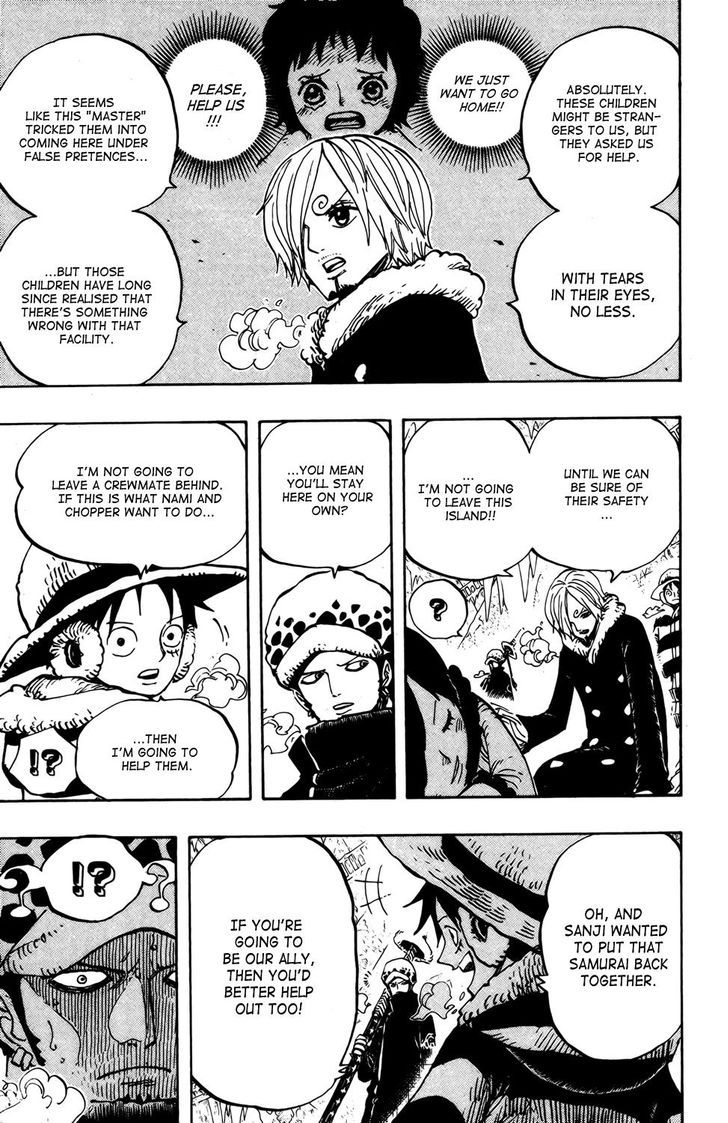 ABSOLUTELY.
THESE CHILDREN
MIGHT BE STRAN-
GERS TO US, BUT
THEY ASKED
US FOR HELP.
WE JUST
WANT TO GO
HOME!!
PLEASE,
HELP US
!!!
WITH TEARS
IN THEIR EYES,
NO LESS.
IT SEEMS
LIKE THIS "MASTER"
TRICKED THEM INTO
COMING HERE UNDER
FALSE PRETENCES...
...BUT THOSE
CHILDREN HAVE LONG
SINCE REALISED THAT
THERE'S SOMETHING
WRONG WITH THAT
FACILITY.
UNTIL WE CAN
BE SURE OF
THEIR SAFETY
...
...
I'M NOT GOING
TO LEAVE THIS
ISLAND!!
?
...YOU MEAN
YOU'LL STAY
HERE ON YOUR
OWN?
I'M NOT GOING TO
LEAVE A CREWMATE BEHIND.
IF THIS IS WHAT NAMI AND
CHOPPER WANT TO DO...
...THEN
I'M GOING TO
HELP THEM.
!?
OH, AND
SANJI WANTED
TO PUT THAT
SAMURAI BACK
TOGETHER.
IF YOU'RE
GOING TO
BE OUR ALLY,
THEN YOU'D
BETTER HELP
OUT TOO!
!?